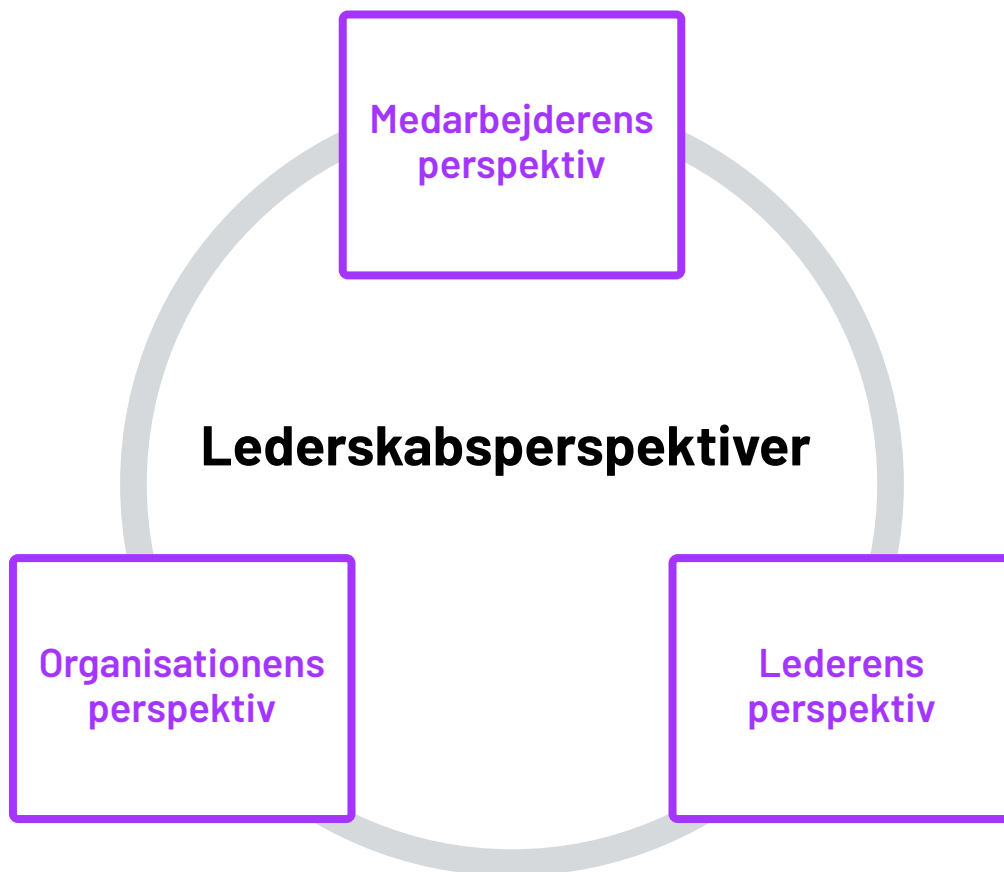 Medarbejderens
perspektiv
Lederskabsperspektiver
Organisationens
perspektiv
Lederens
perspektiv